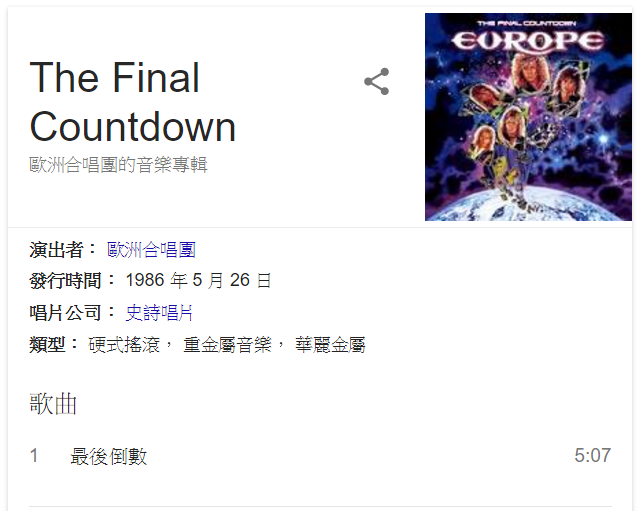 The Final
Countdown
歐洲合唱團的音樂專輯
THE FINAL COUNTDOWN
EUROPE
演出者： 歐洲合唱團
發行時間： 1986 年 5 月 26 日
唱片公司： 史詩唱片
類型： 硬式搖滾， 重金屬音樂， 華麗金屬
歌曲
1 最後倒數 5:07